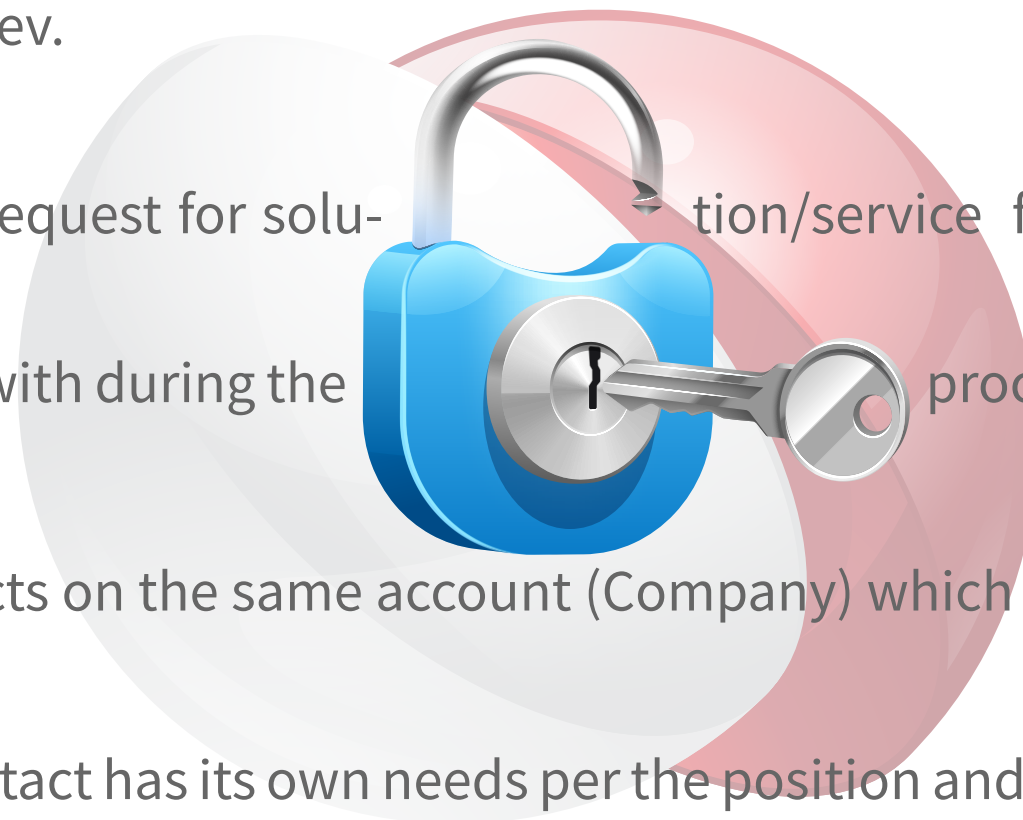 ev.
equest for solu- tion/service f
with during the proc
cts on the same account (Company) which
tact has its own needs per the position and